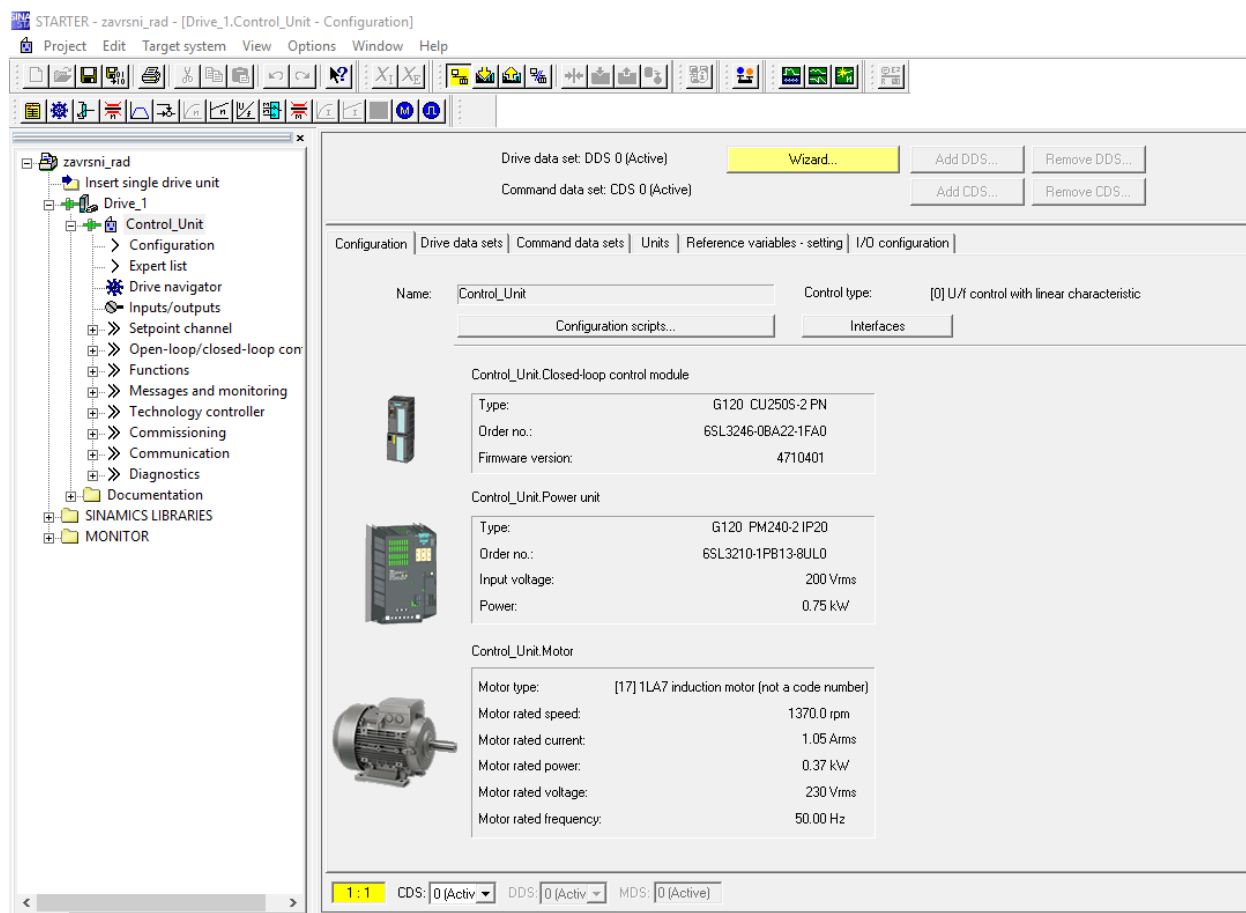 STARTER - zavrsni_rad - [Drive_1.Control_Unit - Configuration]
Project Edit Target system View Options Window Help
zavrsni_rad
Insert single drive unit
Drive_1
Control_Unit
Configuration
Expert list
Drive navigator
Inputs/outputs
Setpoint channel
Open-loop/closed-loop con
Functions
Messages and monitoring
Technology controller
Commissioning
Communication
Diagnostics
Documentation
SINAMICS LIBRARIES
MONITOR
Drive data set: DDS 0 (Active) Wizard... Add DDS... Remove DDS...
Command data set: CDS 0 (Active) Add CDS... Remove CDS...
Configuration Drive data sets Command data sets Units Reference variables - setting I/O configuration
Name: Control_Unit Control type: [0] U/f control with linear characteristic
Configuration scripts... Interfaces
Control_Unit.Closed-loop control module
Type: G120 CU250S-2 PN
Order no.: 6SL3246-0BA22-1FA0
Firmware version: 4710401
Control_Unit.Power unit
Type: G120 PM240-2 IP20
Order no.: 6SL3210-1PB13-8UL0
Input voltage: 200 Vrms
Power: 0.75 kW
Control_Unit.Motor
Motor type: [17] 1LA7 induction motor (not a code number)
Motor rated speed: 1370.0 rpm
Motor rated current: 1.05 Arms
Motor rated power: 0.37 kW
Motor rated voltage: 230 Vrms
Motor rated frequency: 50.00 Hz
1 : 1 CDS: 0 (Activ DDS: 0 (Activ MDS: 0 (Active)